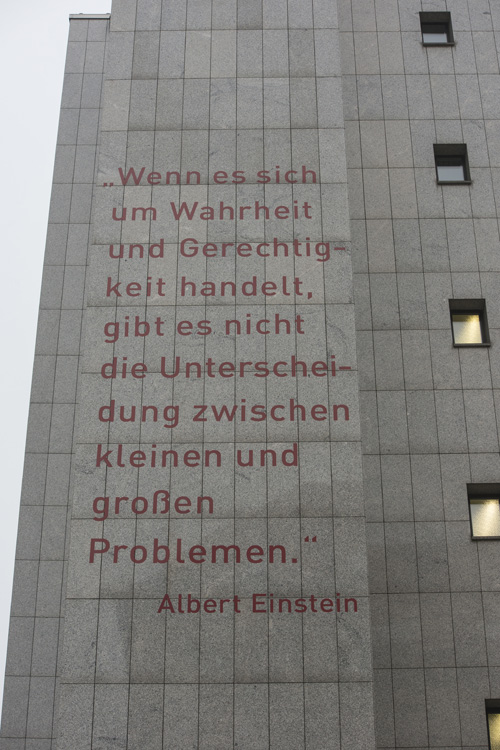 „Wenn es sich
um Wahrheit
und Gerechtig-
keit handelt,
gibt es nicht
die Unterschei-
dung zwischen
kleinen und
großen
Problemen.“
Albert Einstein